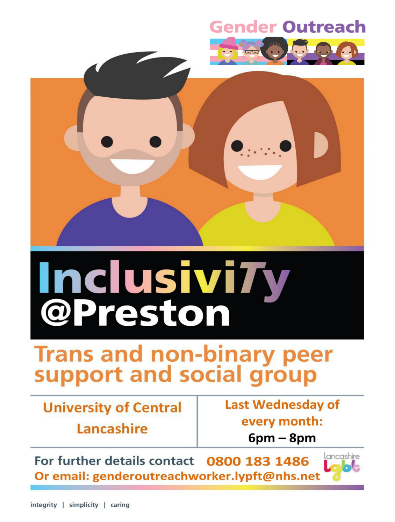 Gender Outreach
InclusiviTy
@Preston
Trans and non-binary peer
support and social group
University of Central
Lancashire
Last Wednesday of
every month:
6pm – 8pm
For further details contact 0800 183 1486
Or email: genderoutreachworker.lypft@nhs.net
Lancashire
Lgbt
integrity | simplicity | caring